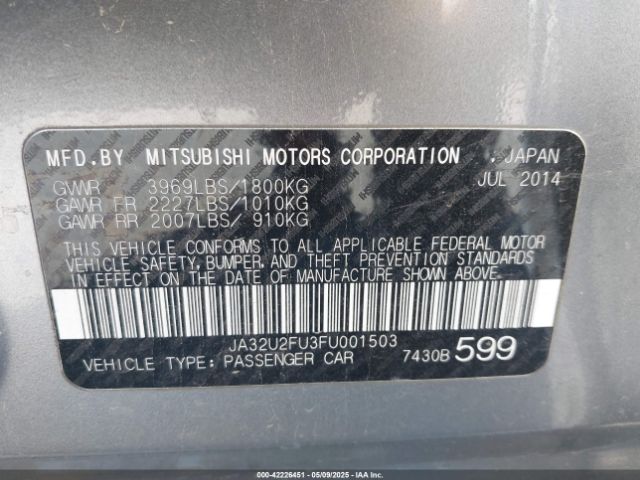 MFD.BY MITSUBISHI MOTORS CORPORATION JAPAN
GVWR 3969LBS/1800KG JUL 2014
GAWR FR 2227LBS/1010KG
GAWR RR 2007LBS/ 910KG
THIS VEHICLE CONFORMS TO ALL APPLICABLE FEDERAL MOTOR
VEHICLE SAFETY, BUMPER, AND THEFT PREVENTION STANDARDS
IN EFFECT ON THE DATE OF MANUFACTURE SHOWN ABOVE.
JA32U2FU3FU001503
VEHICLE TYPE: PASSENGER CAR 7430B 599
000-42226451 - 05/09/2025 - IAA Inc.